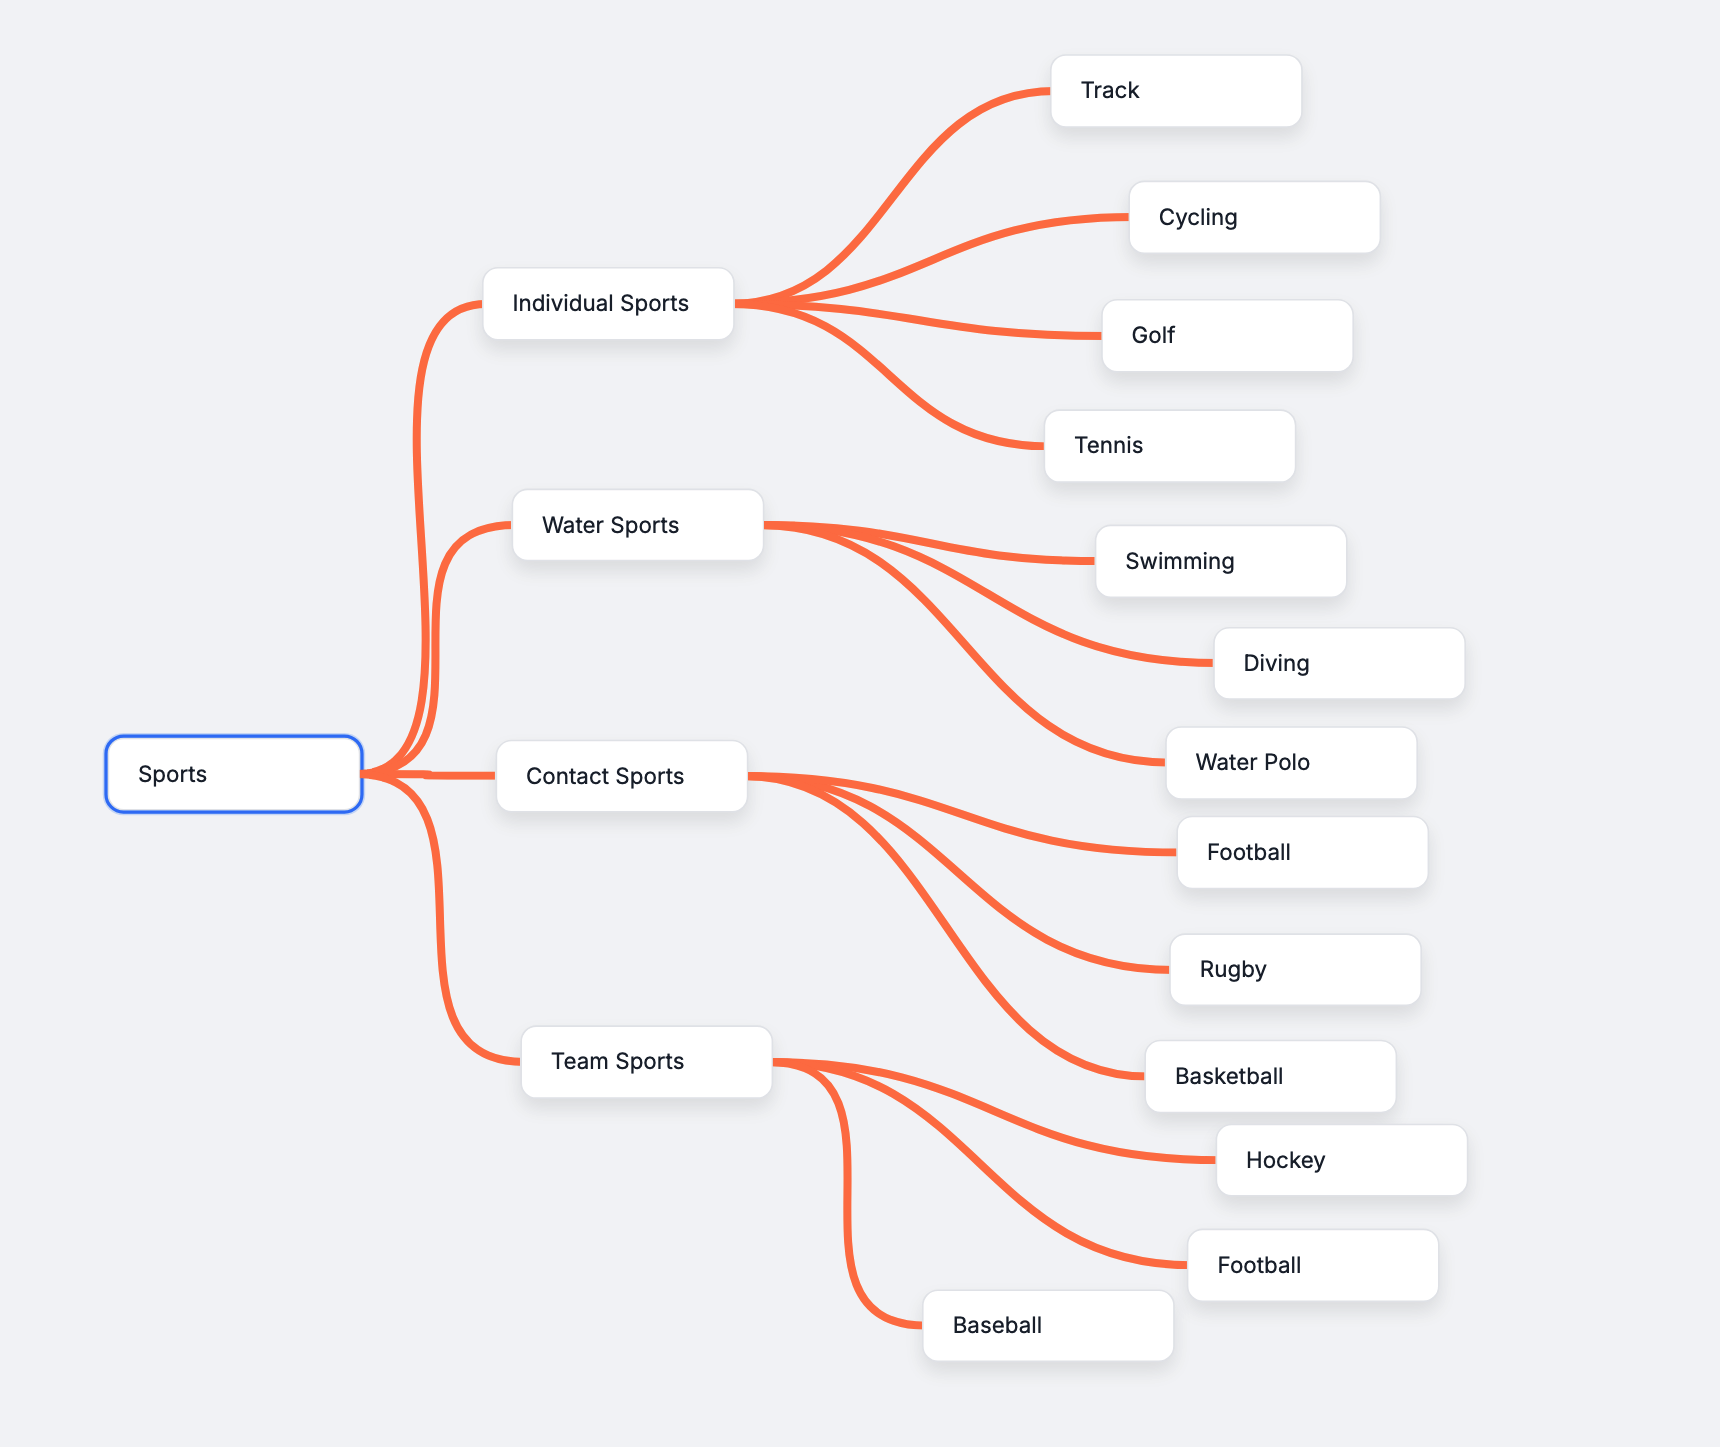 Track
Cycling
Individual Sports
Golf
Tennis
Water Sports
Swimming
Diving
Water Polo
Sports
Contact Sports
Football
Rugby
Team Sports
Basketball
Hockey
Football
Baseball